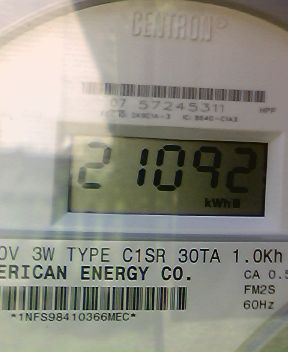 CENTRON®
07 57245311 HPF
21092
kWh
0V 3W TYPE C1SR 30TA 1.0Kh
ERICAN ENERGY CO. CA 0.5
FM2S
60Hz
*1NFS98410366MEC*